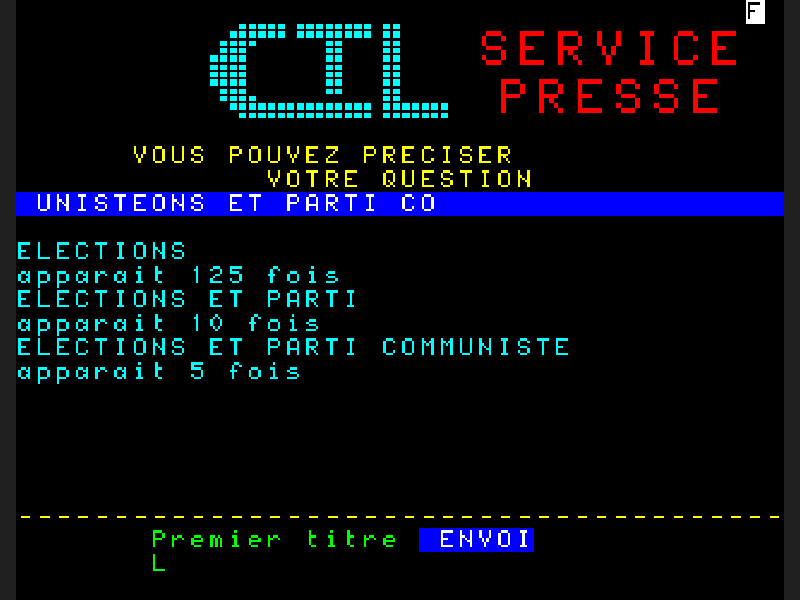 F
CIL SERVICE
PRESSE
VOUS POUVEZ PRECISER
VOTRE QUESTION
UNISTEONS ET PARTI CO
ELECTIONS
apparait 125 fois
ELECTIONS ET PARTI
apparait 10 fois
ELECTIONS ET PARTI COMMUNISTE
apparait 5 fois
Premier titre ENVOI
L